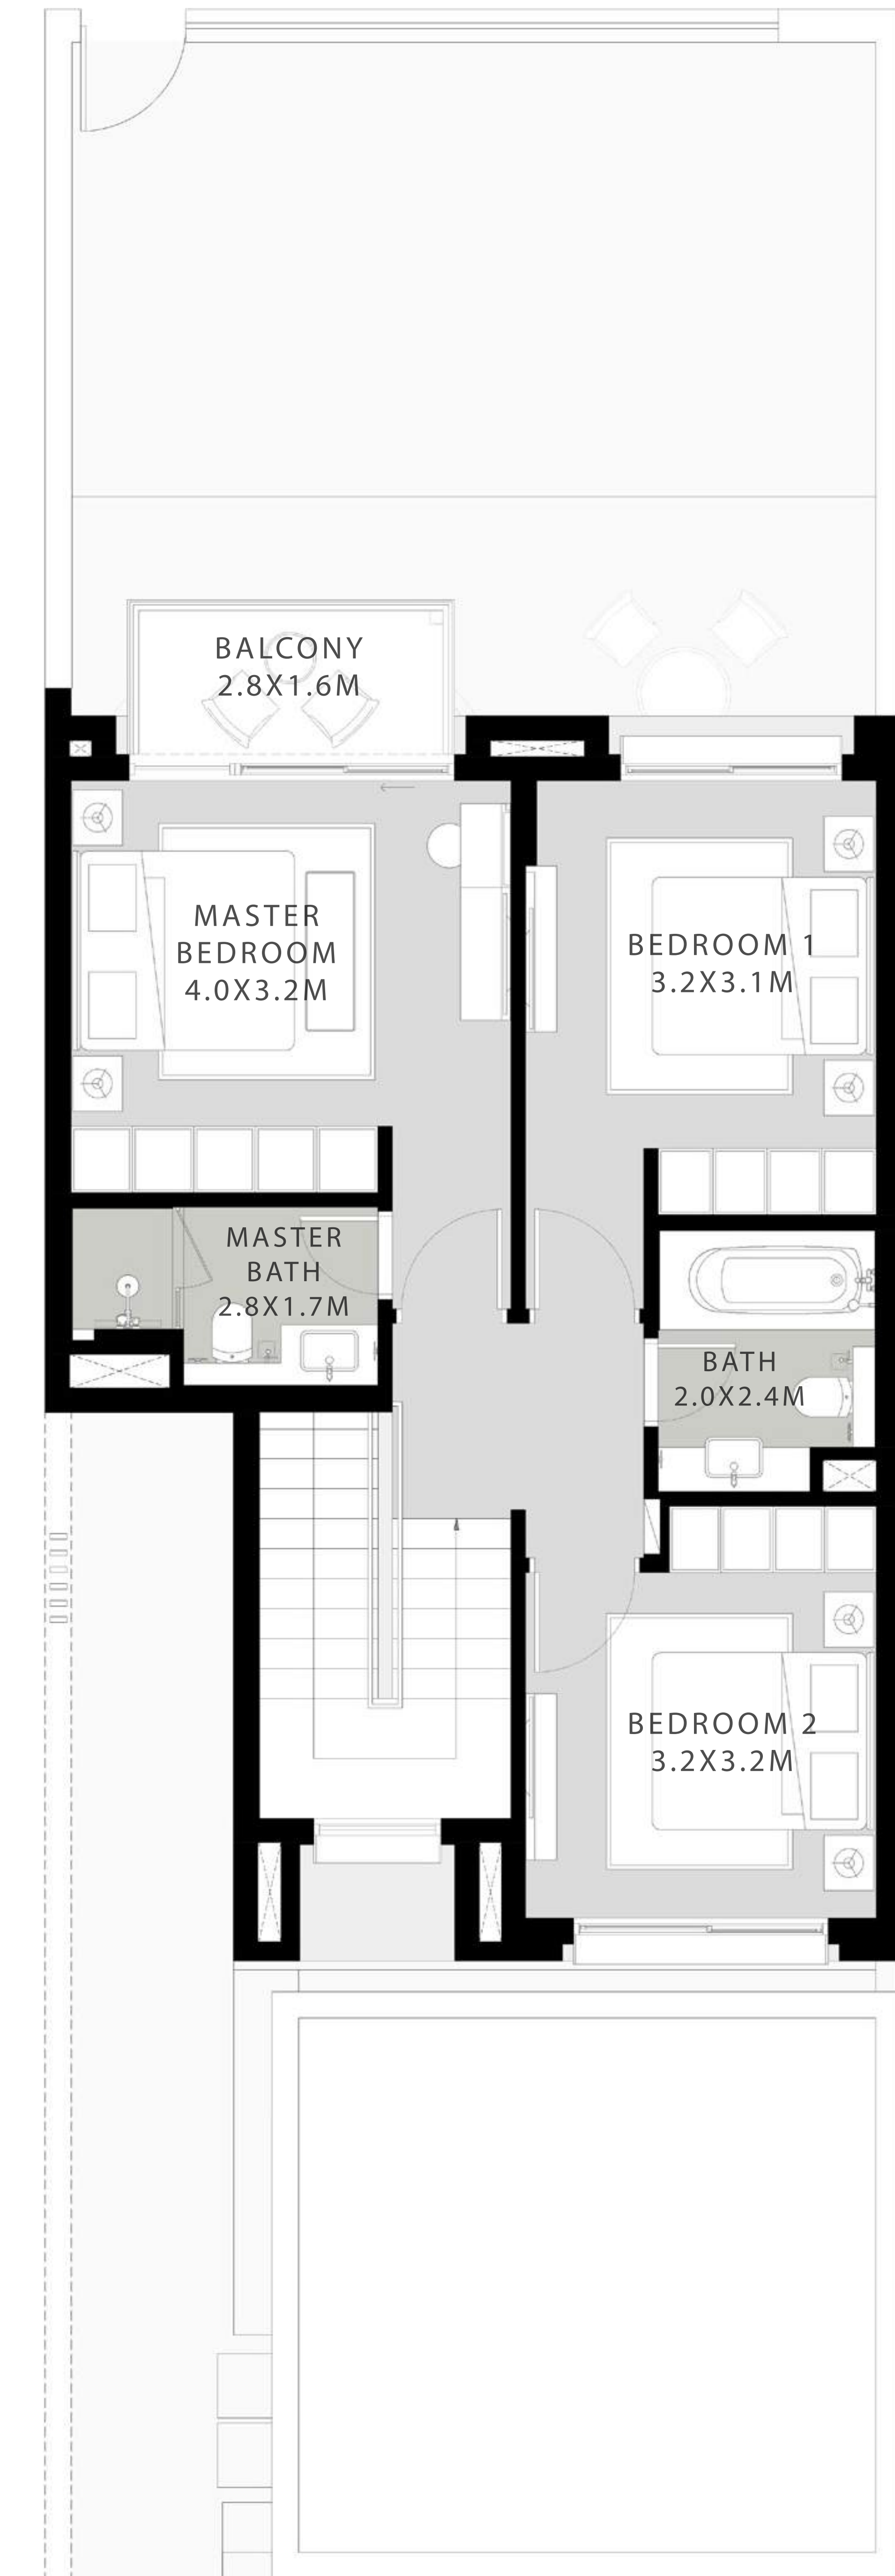 BALCONY
2.8X1.6M
MASTER
BEDROOM
4.0X3.2M
BEDROOM 1
3.2X3.1M
MASTER
BATH
2.8X1.7M
BATH
2.0X2.4M
BEDROOM 2
3.2X3.2M